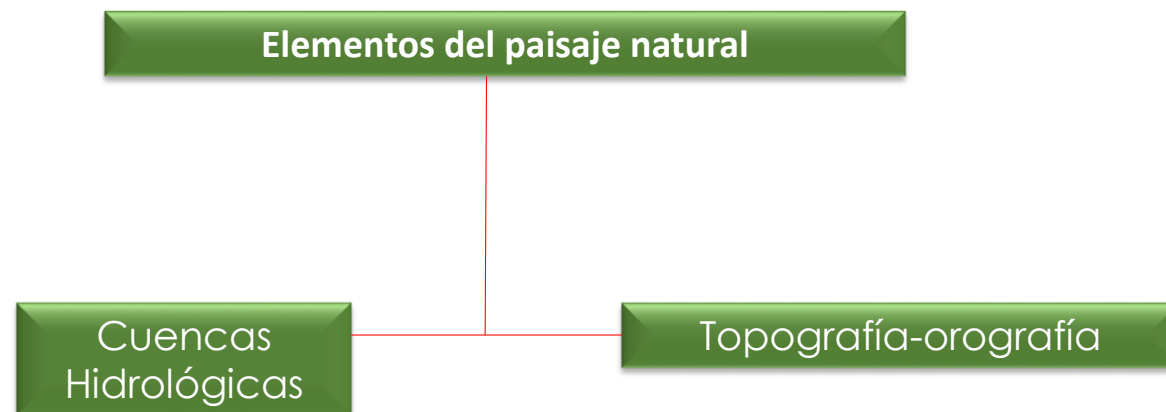 Elementos del paisaje natural
Cuencas
Hidrológicas
Topografía-orografía